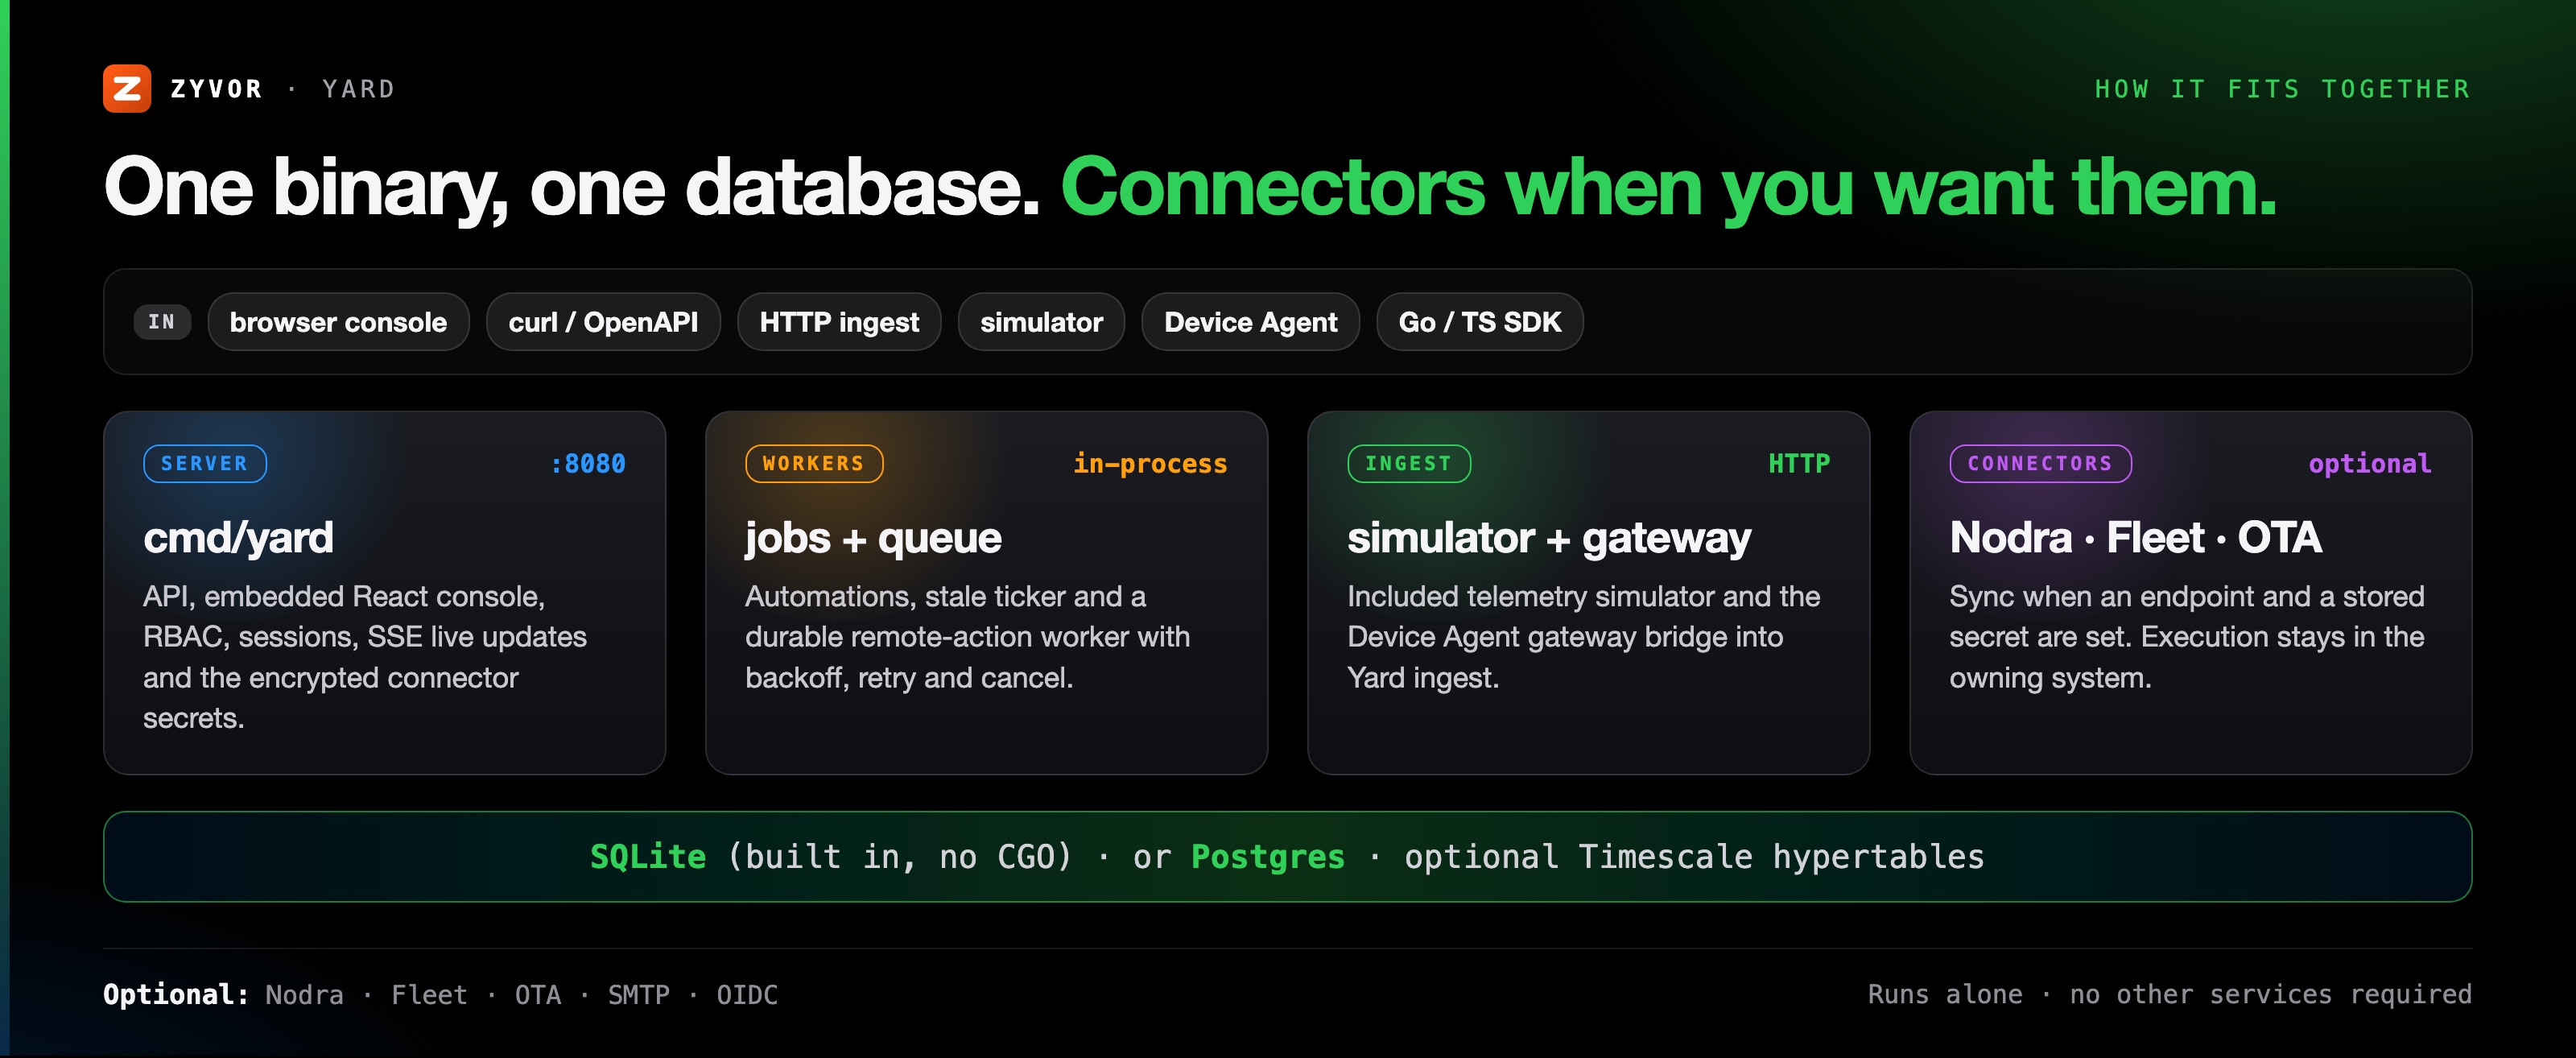 Z ZYVOR · YARD
HOW IT FITS TOGETHER
One binary, one database. Connectors when you want them.
IN browser console curl / OpenAPI HTTP ingest simulator Device Agent Go / TS SDK
SERVER :8080
cmd/yard
API, embedded React console,
RBAC, sessions, SSE live updates
and the encrypted connector
secrets.
WORKERS in-process
jobs + queue
Automations, stale ticker and a
durable remote-action worker with
backoff, retry and cancel.
INGEST HTTP
simulator + gateway
Included telemetry simulator and the
Device Agent gateway bridge into
Yard ingest.
CONNECTORS optional
Nodra · Fleet · OTA
Sync when an endpoint and a stored
secret are set. Execution stays in the
owning system.
SQLite (built in, no CGO) · or Postgres · optional Timescale hypertables
Optional: Nodra · Fleet · OTA · SMTP · OIDC
Runs alone · no other services required